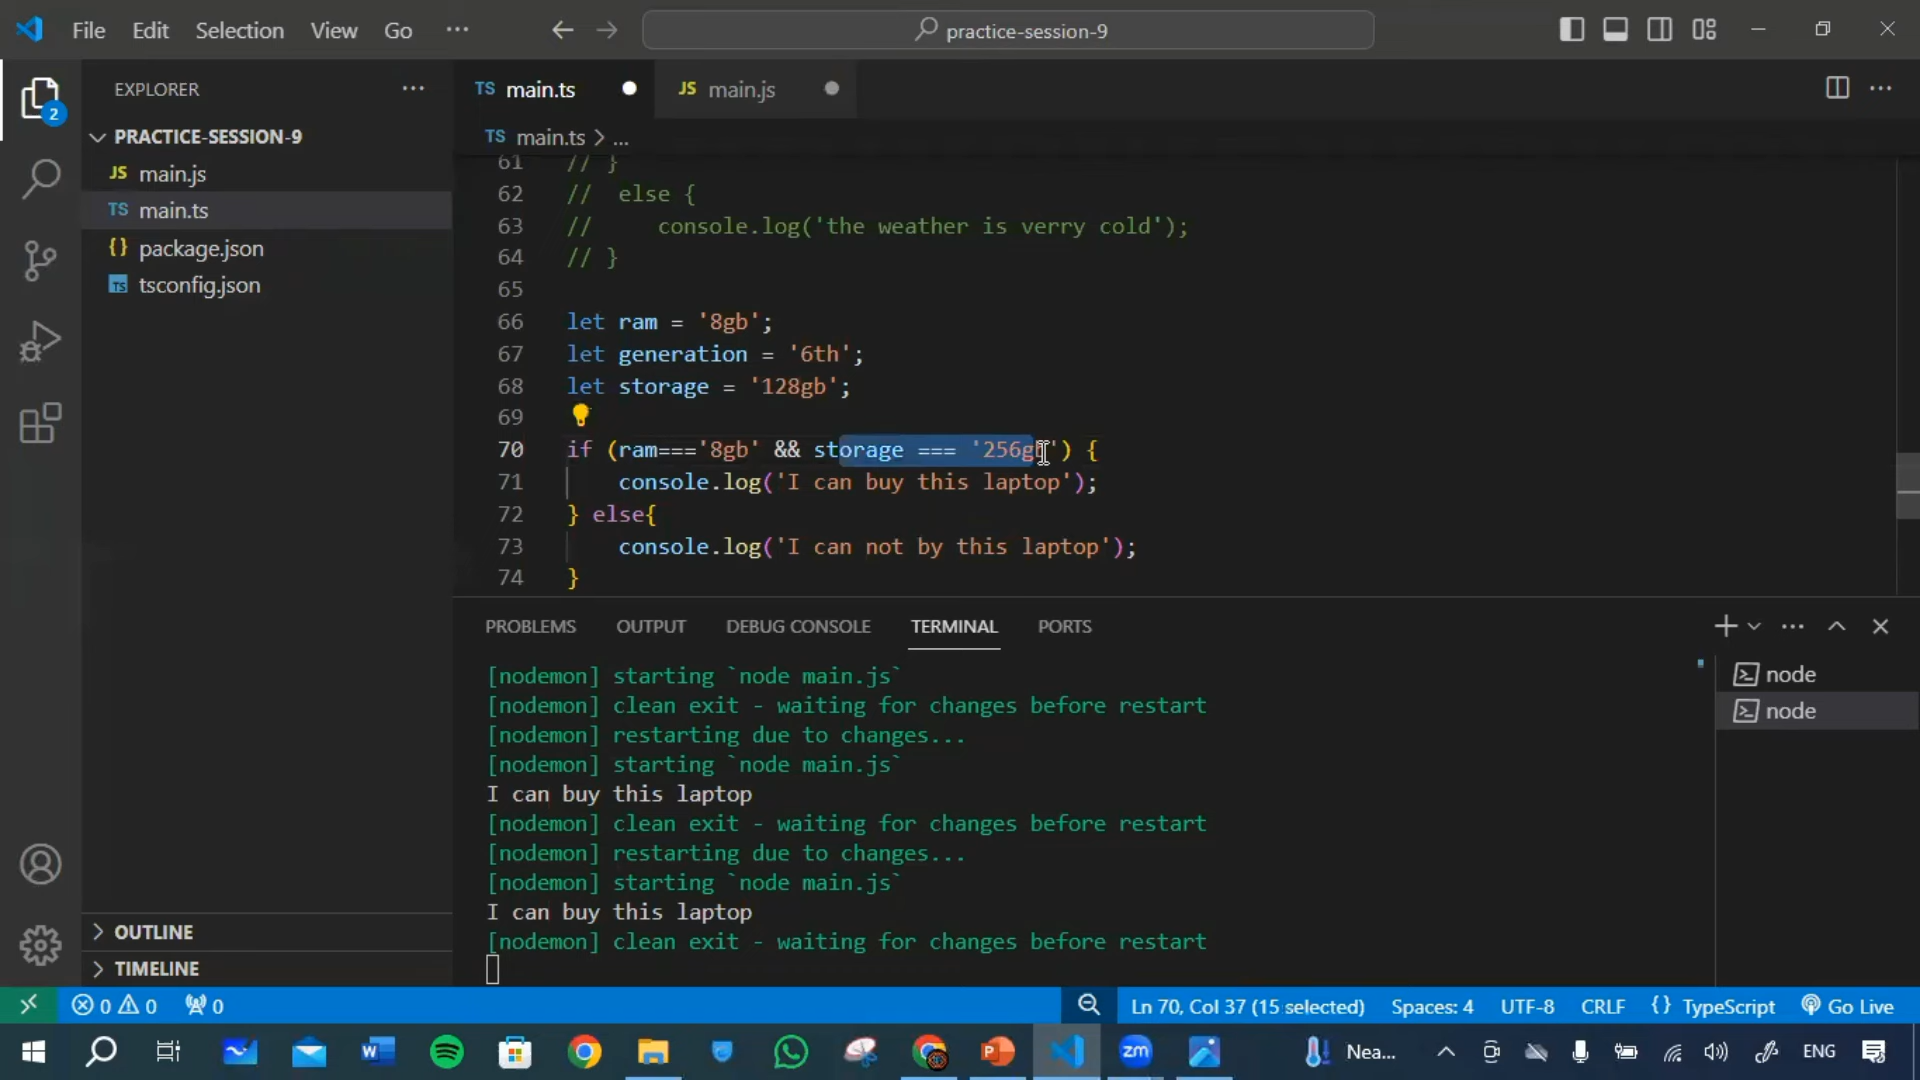 File Edit Selection View Go ··· practice-session-9
EXPLORER ···
2
PRACTICE-SESSION-9
JS main.js
TS main.ts
{} package.json
TS tsconfig.json
OUTLINE
TIMELINE
TS main.ts JS main.js
TS main.ts > ...
61 // }
62 // else {
63 // console.log('the weather is verry cold');
64 // }
65
66 let ram = '8gb';
67 let generation = '6th';
68 let storage = '128gb';
69
70 if (ram==='8gb' && storage === '256gb') {
71 console.log('I can buy this laptop');
72 } else{
73 console.log('I can not by this laptop');
74 }
PROBLEMS OUTPUT DEBUG CONSOLE TERMINAL PORTS
[nodemon] starting `node main.js`
[nodemon] clean exit - waiting for changes before restart
[nodemon] restarting due to changes...
[nodemon] starting `node main.js`
I can buy this laptop
[nodemon] clean exit - waiting for changes before restart
[nodemon] restarting due to changes...
[nodemon] starting `node main.js`
I can buy this laptop
[nodemon] clean exit - waiting for changes before restart
node
node
0 0 0 Ln 70, Col 37 (15 selected) Spaces: 4 UTF-8 CRLF {} TypeScript Go Live
W P zm Nea... ENG